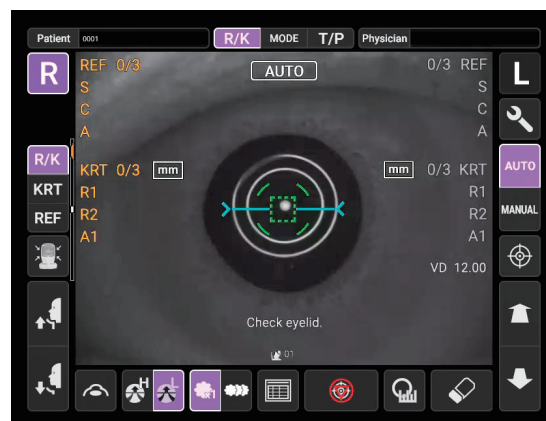 Patient 0001 R/K MODE T/P Physician
R REF 0/3 AUTO 0/3 REF L
S S
C C
A A
R/K KRT 0/3 mm mm 0/3 KRT AUTO
KRT R1 R1
REF R2 R2 MANUAL
A1 A1
VD 12.00
Check eyelid.
01
H L x1